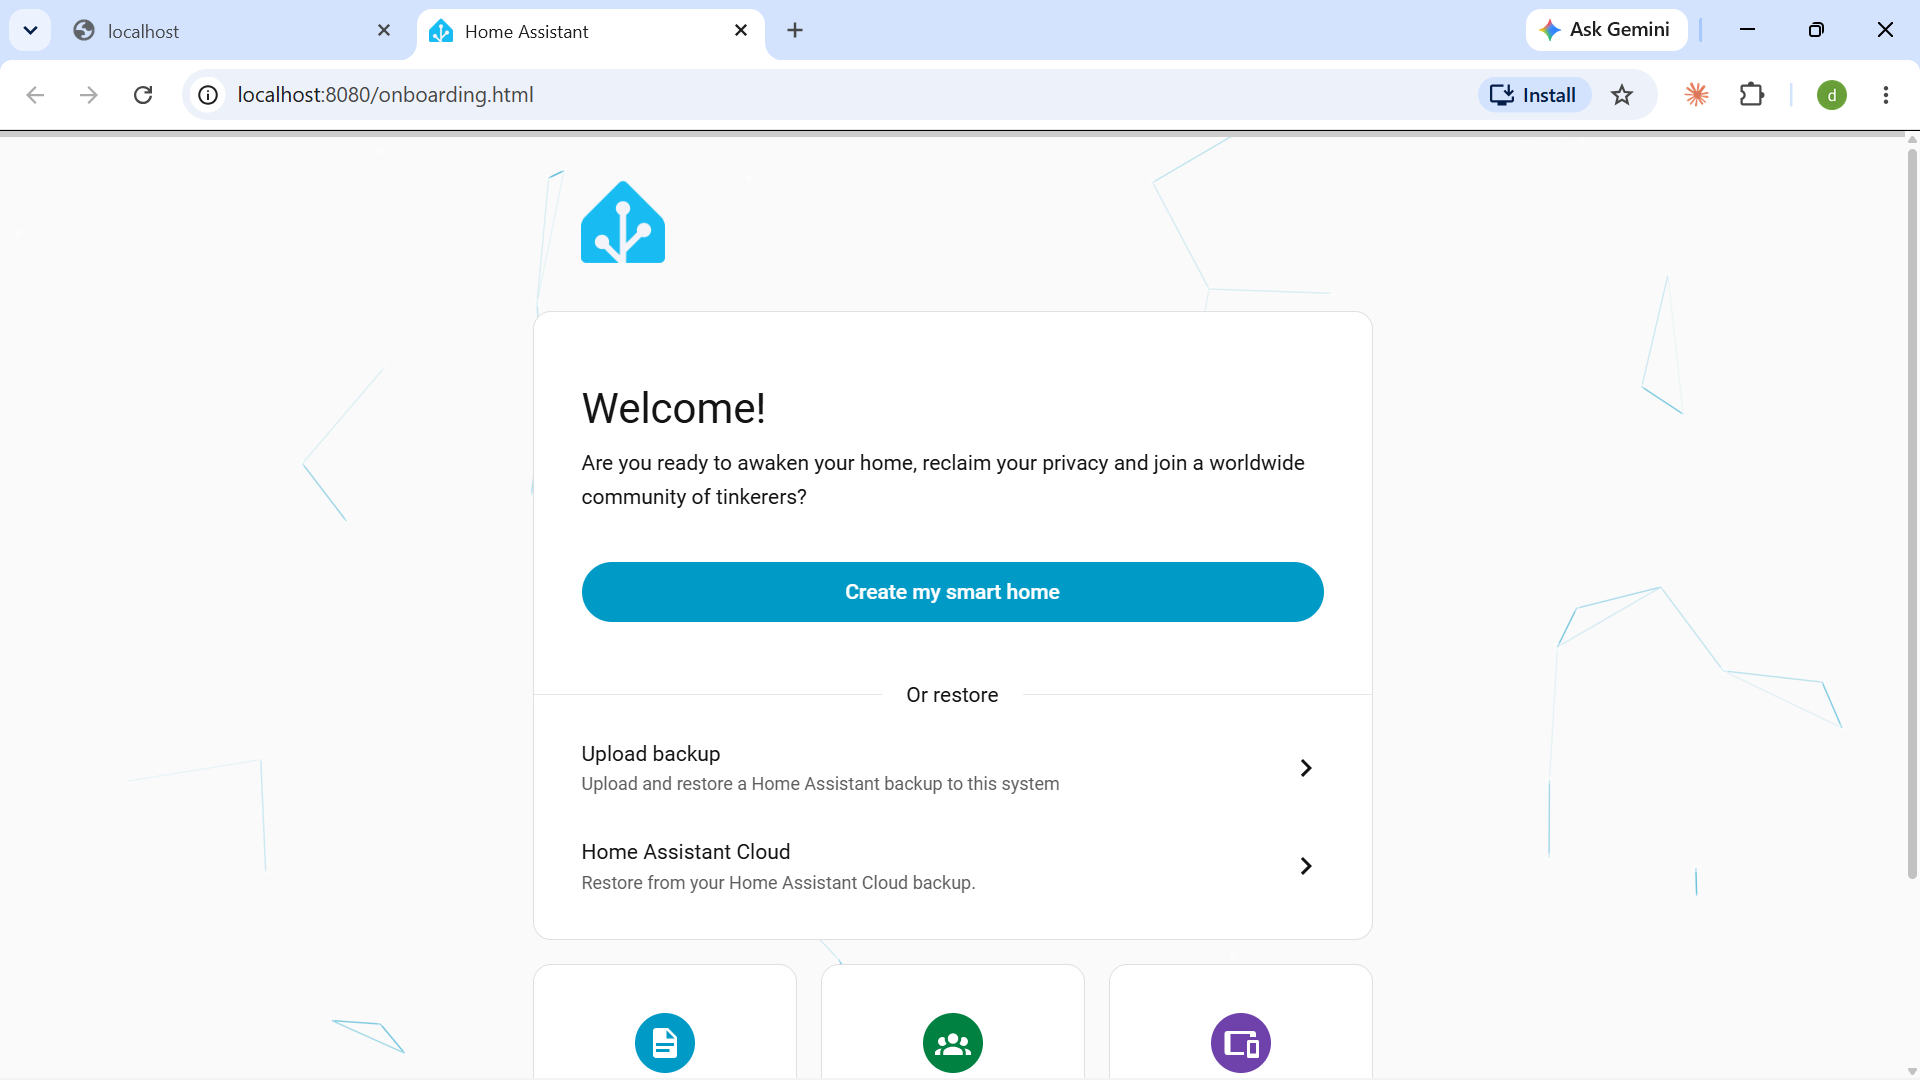 localhost
Home Assistant
Ask Gemini
localhost:8080/onboarding.html
Install
d
Welcome!
Are you ready to awaken your home, reclaim your privacy and join a worldwide
community of tinkerers?
Create my smart home
Or restore
Upload backup
Upload and restore a Home Assistant backup to this system
Home Assistant Cloud
Restore from your Home Assistant Cloud backup.